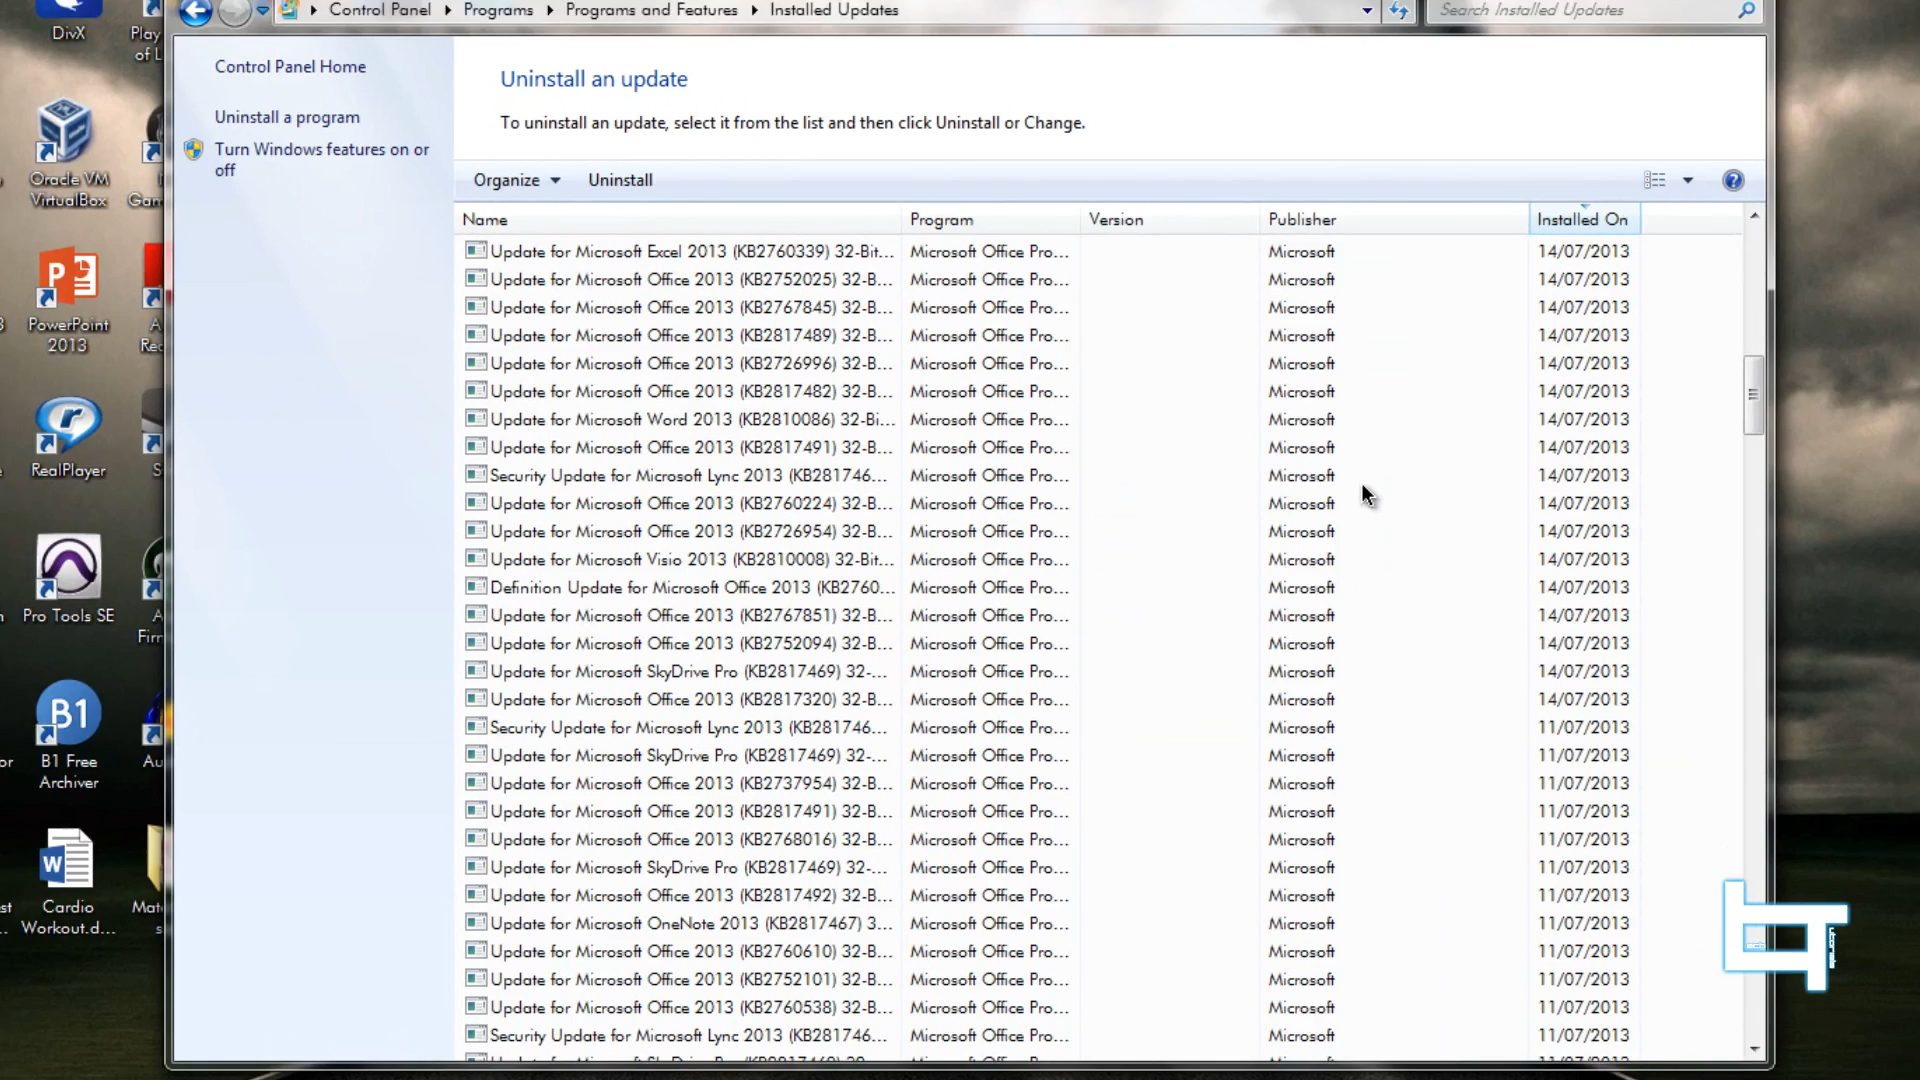 Control Panel Programs Programs and Features Installed Updates
Search Installed Updates
DivX
Play
of L
Control Panel Home
Uninstall a program
Turn Windows features on or
off
Uninstall an update
To uninstall an update, select it from the list and then click Uninstall or Change.
Organize Uninstall
Name Program Version Publisher Installed On
Update for Microsoft Excel 2013 (KB2760339) 32-Bit... Microsoft Office Pro... Microsoft 14/07/2013
Update for Microsoft Office 2013 (KB2752025) 32-B... Microsoft Office Pro... Microsoft 14/07/2013
Update for Microsoft Office 2013 (KB2767845) 32-B... Microsoft Office Pro... Microsoft 14/07/2013
Update for Microsoft Office 2013 (KB2817489) 32-B... Microsoft Office Pro... Microsoft 14/07/2013
Update for Microsoft Office 2013 (KB2726996) 32-B... Microsoft Office Pro... Microsoft 14/07/2013
Update for Microsoft Office 2013 (KB2817482) 32-B... Microsoft Office Pro... Microsoft 14/07/2013
Update for Microsoft Word 2013 (KB2810086) 32-Bi... Microsoft Office Pro... Microsoft 14/07/2013
Update for Microsoft Office 2013 (KB2817491) 32-B... Microsoft Office Pro... Microsoft 14/07/2013
Security Update for Microsoft Lync 2013 (KB281746... Microsoft Office Pro... Microsoft 14/07/2013
Update for Microsoft Office 2013 (KB2760224) 32-B... Microsoft Office Pro... Microsoft 14/07/2013
Update for Microsoft Office 2013 (KB2726954) 32-B... Microsoft Office Pro... Microsoft 14/07/2013
Update for Microsoft Visio 2013 (KB2810008) 32-Bit... Microsoft Office Pro... Microsoft 14/07/2013
Definition Update for Microsoft Office 2013 (KB2760... Microsoft Office Pro... Microsoft 14/07/2013
Update for Microsoft Office 2013 (KB2767851) 32-B... Microsoft Office Pro... Microsoft 14/07/2013
Update for Microsoft Office 2013 (KB2752094) 32-B... Microsoft Office Pro... Microsoft 14/07/2013
Update for Microsoft SkyDrive Pro (KB2817469) 32-... Microsoft Office Pro... Microsoft 14/07/2013
Update for Microsoft Office 2013 (KB2817320) 32-B... Microsoft Office Pro... Microsoft 14/07/2013
Security Update for Microsoft Lync 2013 (KB281746... Microsoft Office Pro... Microsoft 11/07/2013
Update for Microsoft SkyDrive Pro (KB2817469) 32-... Microsoft Office Pro... Microsoft 11/07/2013
Update for Microsoft Office 2013 (KB2737954) 32-B... Microsoft Office Pro... Microsoft 11/07/2013
Update for Microsoft Office 2013 (KB2817491) 32-B... Microsoft Office Pro... Microsoft 11/07/2013
Update for Microsoft Office 2013 (KB2768016) 32-B... Microsoft Office Pro... Microsoft 11/07/2013
Update for Microsoft SkyDrive Pro (KB2817469) 32-... Microsoft Office Pro... Microsoft 11/07/2013
Update for Microsoft Office 2013 (KB2817492) 32-B... Microsoft Office Pro... Microsoft 11/07/2013
Update for Microsoft OneNote 2013 (KB2817467) 3... Microsoft Office Pro... Microsoft 11/07/2013
Update for Microsoft Office 2013 (KB2760610) 32-B... Microsoft Office Pro... Microsoft 11/07/2013
Update for Microsoft Office 2013 (KB2752101) 32-B... Microsoft Office Pro... Microsoft 11/07/2013
Update for Microsoft Office 2013 (KB2760538) 32-B... Microsoft Office Pro... Microsoft 11/07/2013
Security Update for Microsoft Lync 2013 (KB281746... Microsoft Office Pro... Microsoft 11/07/2013
Oracle VM
VirtualBox
Gam
PowerPoint
2013
A
Rec
RealPlayer
S
Pro Tools SE
A
Firn
B1
B1 Free
Archiver
Au
Cardio
Workout.d...
Mat
s